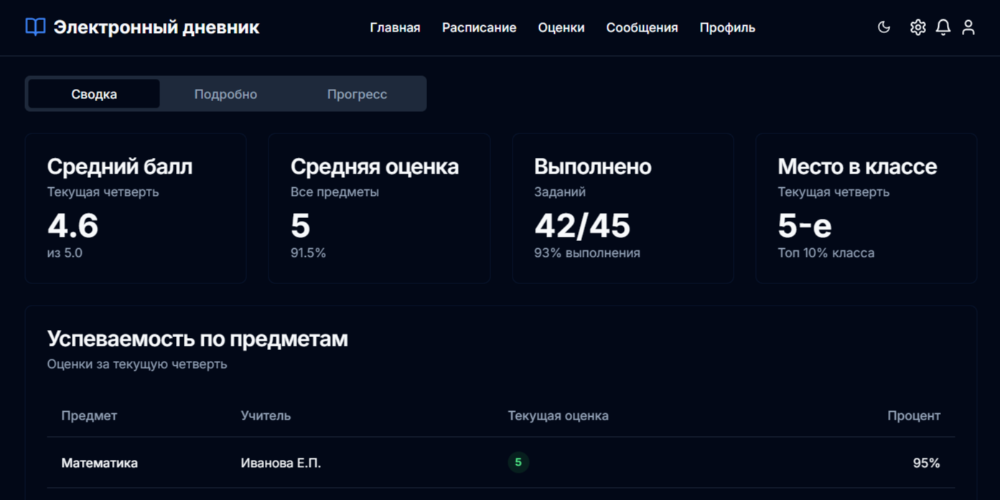 Электронный дневник
Главная Расписание Оценки Сообщения Профиль
Сводка Подробно Прогресс
Средний балл
Текущая четверть
4.6
из 5.0
Средняя оценка
Все предметы
5
91.5%
Выполнено
Заданий
42/45
93% выполнения
Место в классе
Текущая четверть
5-е
Топ 10% класса
Успеваемость по предметам
Оценки за текущую четверть
Предмет Учитель Текущая оценка Процент
Математика Иванова Е.П. 5 95%